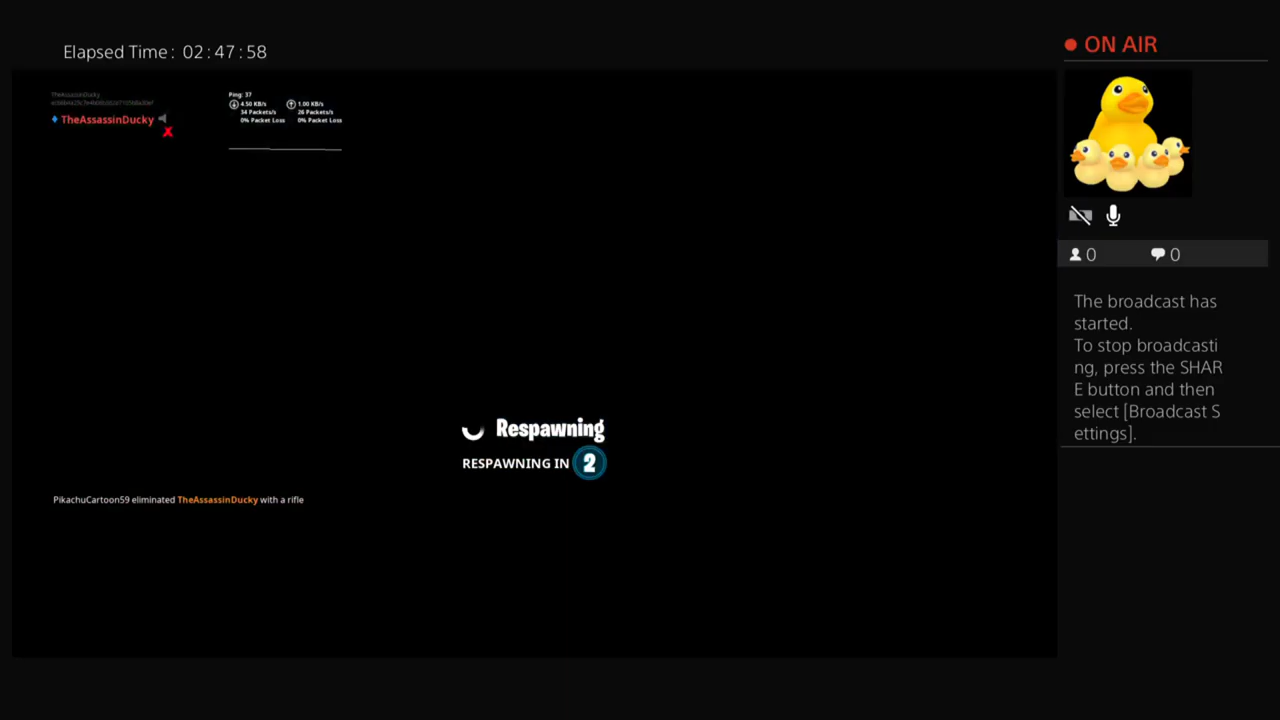 Elapsed Time: 02:47:58
ON AIR
TheAssassinDucky
TheAssassinDucky
X
Ping: 37
4.50 KB/s 1.00 KB/s
34 Packets/s 26 Packets/s
0% Packet Loss 0% Packet Loss
0 0
The broadcast has
started.
To stop broadcasti
ng, press the SHAR
E button and then
select [Broadcast S
ettings].
Respawning
RESPAWNING IN 2
PikachuCartoon59 eliminated TheAssassinDucky with a rifle